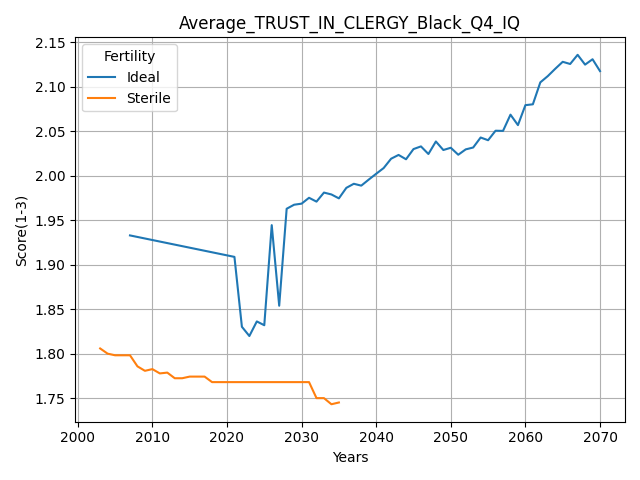 Average_TRUST_IN_CLERGY_Black_Q4_IQ
Score(1-3)
2.15
2.10
2.05
2.00
1.95
1.90
1.85
1.80
1.75
Fertility
Ideal
Sterile
2000 2010 2020 2030 2040 2050 2060 2070
Years